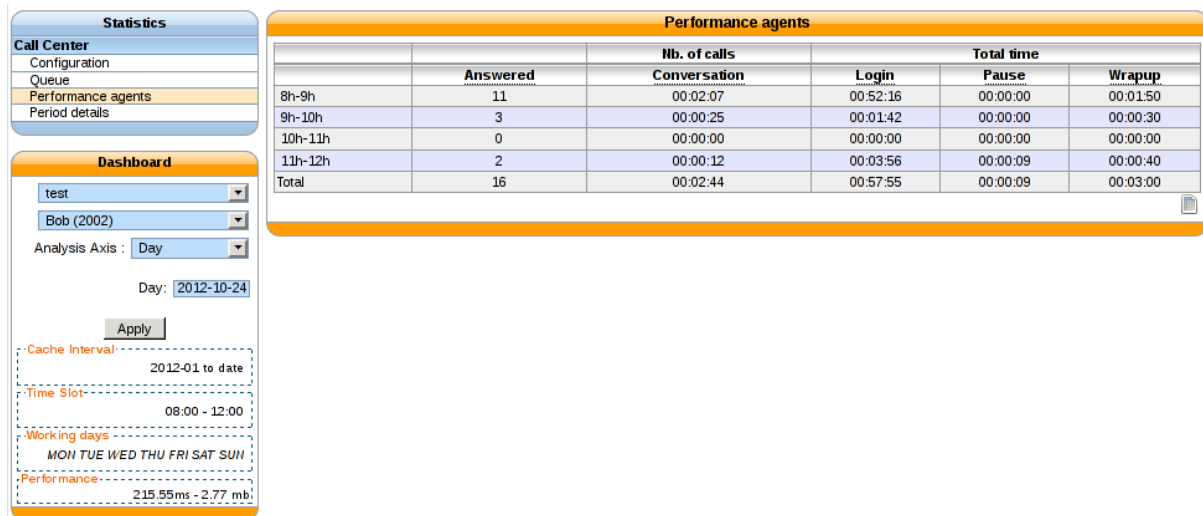 Statistics
Call Center
Configuration
Queue
Performance agents
Period details
Dashboard
test
Bob (2002)
Analysis Axis : Day
Day: 2012-10-24
Apply
Cache Interval
2012-01 to date
Time Slot
08:00 - 12:00
Working days
MON TUE WED THU FRI SAT SUN
Performance
215.55ms - 2.77 mb
Performance agents
Nb. of calls Total time
Answered Conversation Login Pause Wrapup
8h-9h 11 00:02:07 00:52:16 00:00:00 00:01:50
9h-10h 3 00:00:25 00:01:42 00:00:00 00:00:30
10h-11h 0 00:00:00 00:00:00 00:00:00 00:00:00
11h-12h 2 00:00:12 00:03:56 00:00:09 00:00:40
Total 16 00:02:44 00:57:55 00:00:09 00:03:00